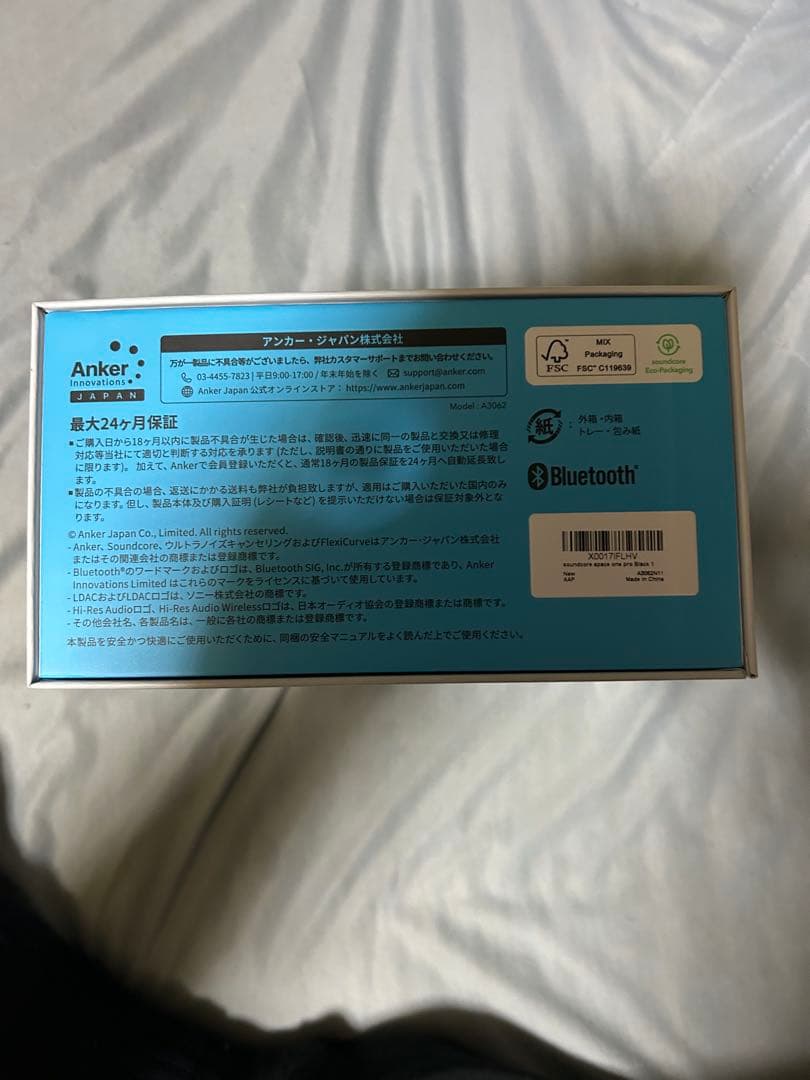 Anker
Innovations
JAPAN
アンカー・ジャパン株式会社
万が一製品に不具合等がございましたら、弊社カスタマーサポートまでお問い合わせください。
03-4455-7823 | 平日9:00-17:00 / 年末年始を除く support@anker.com
Anker Japan 公式オンラインストア： https://www.ankerjapan.com
Model : A3062
最大24ヶ月保証
■ご購入日から18ヶ月以内に製品不具合が生じた場合は、確認後、迅速に同一の製品と交換又は修理
対応等当社にて適切と判断する対応を承ります (ただし、説明書の通りに製品をご使用いただいた場合
に限ります)。 加えて、Ankerで会員登録いただくと、通常18ヶ月の製品保証を24ヶ月へ自動延長致し
ます。
■製品の不具合の場合、返送にかかる送料も弊社が負担致しますが、適用はご購入いただいた国内のみ
になります。但し、製品本体及び購入証明 (レシートなど) を提示いただけない場合は保証対象外とな
ります。
© Anker Japan Co., Limited. All rights reserved.
- Anker、Soundcore、ウルトラノイズキャンセリングおよびFlexiCurveはアンカー・ジャパン株式会社
またはその関連会社の商標または登録商標です。
- Bluetooth®のワードマークおよびロゴは、Bluetooth SIG, Inc.が所有する登録商標であり、Anker
Innovations Limited はこれらのマークをライセンスに基づいて使用しています。
- LDACおよびLDACロゴは、ソニー株式会社の商標です。
- Hi-Res Audioロゴ、Hi-Res Audio Wirelessロゴは、日本オーディオ協会の登録商標または商標です。
- その他会社名、各製品名は、一般に各社の商標または登録商標です。
本製品を安全かつ快適にご使用いただくために、同梱の安全マニュアルをよく読んだ上でご使用ください。
FSC
MIX
Packaging
FSC™ C119639
soundcore
Eco-Packaging
紙 : 外箱・内箱
トレー・包み紙
Bluetooth®
X0017IFLHV
soundcore space one pro Black 1
New A3062N11
AAP Made in China